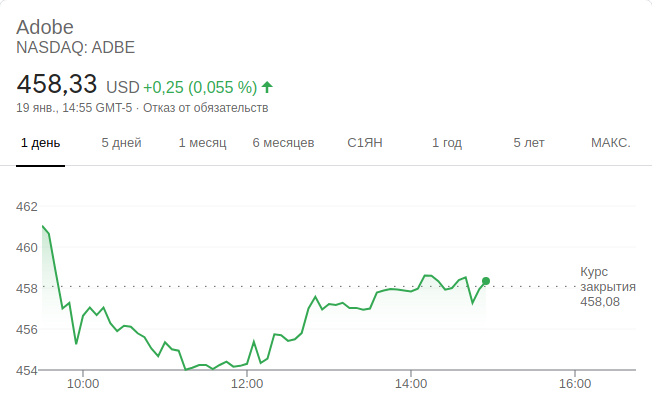 Adobe
NASDAQ: ADBE
458,33 USD +0,25 (0,055 %)
19 янв., 14:55 GMT-5 · Отказ от обязательств
1 день 5 дней 1 месяц 6 месяцев С1ЯН 1 год 5 лет МАКС.
462
460
458
456
454
Курс
закрытия
458,08
10:00 12:00 14:00 16:00